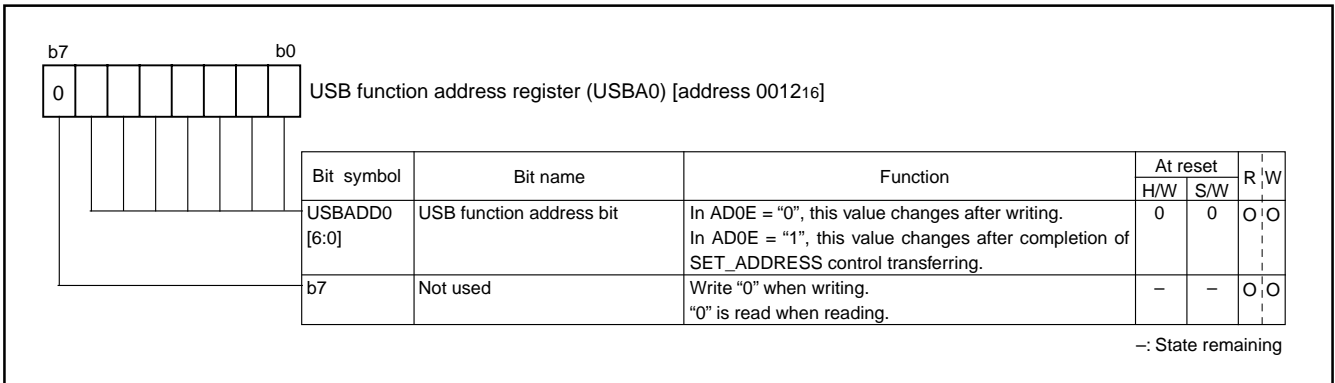 b7 b0
0 USB function address register (USBA0) [address 001216]
Bit symbol Bit name Function At reset R W
H/W S/W
USBADD0 USB function address bit In AD0E = “0”, this value changes after writing. 0 0 O O
[6:0] In AD0E = “1”, this value changes after completion of
SET_ADDRESS control transferring.
b7 Not used Write “0” when writing. – – O O
“0” is read when reading.
–: State remaining